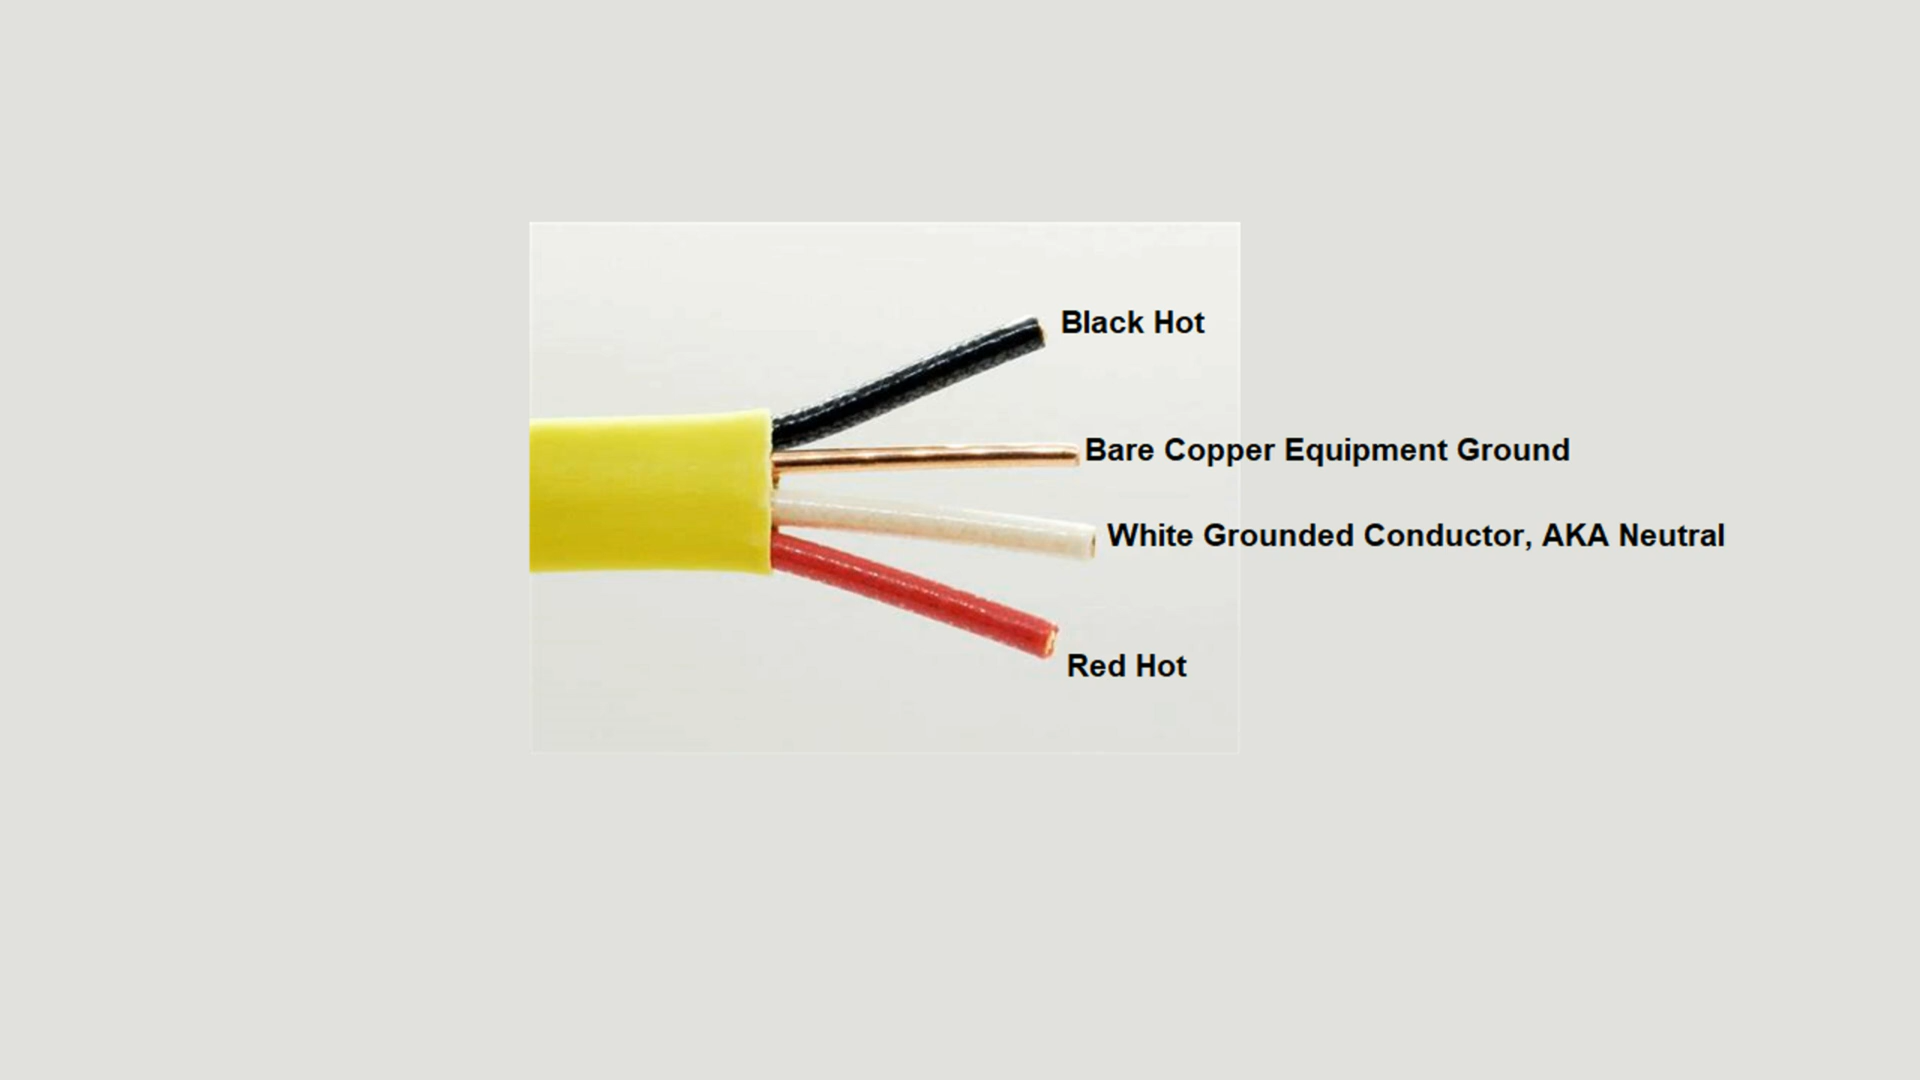 Black Hot
Bare Copper Equipment Ground
White Grounded Conductor, AKA Neutral
Red Hot